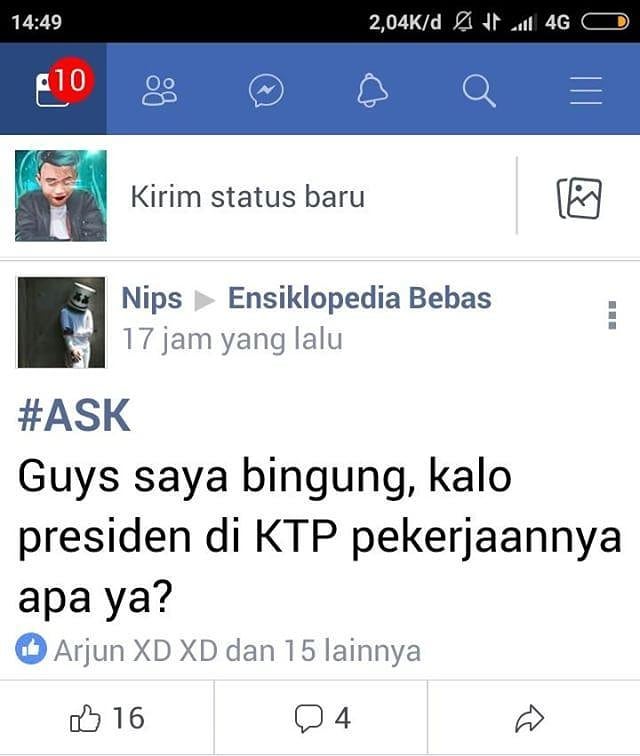 14:49 2,04K/d 4G
10
Kirim status baru
Nips ▶ Ensiklopedia Bebas
17 jam yang lalu
#ASK
Guys saya bingung, kalo
presiden di KTP pekerjaannya
apa ya?
Arjun XD XD dan 15 lainnya
16 4